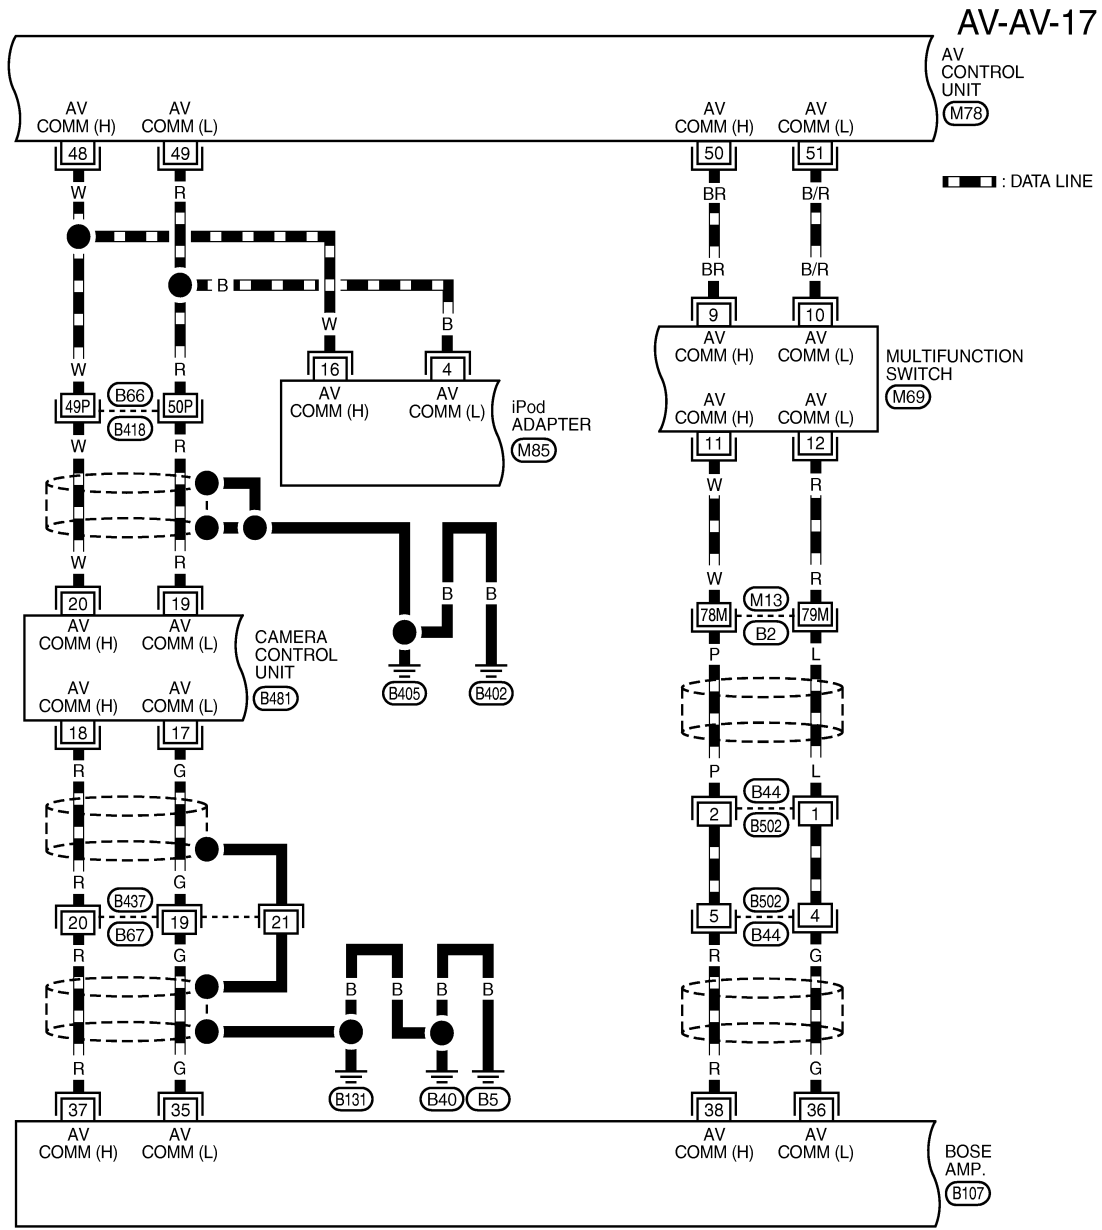 AV-AV-17
AV
CONTROL
UNIT
M78
AV
COMM (H)
AV
COMM (L)
AV
COMM (H)
AV
COMM (L)
48
49
50
51
: DATA LINE
W
R
BR
B/R
B
BR
B/R
W
B
9
10
W
R
16
4
AV
COMM (H)
AV
COMM (L)
MULTIFUNCTION
SWITCH
M69
AV
COMM (H)
AV
COMM (L)
11
12
49P
B66
B418
50P
AV
COMM (H)
AV
COMM (L)
iPod
ADAPTER
M85
W
R
W
R
W
R
W
R
20
19
B
B
78M
M13
B2
79M
AV
COMM (H)
AV
COMM (L)
CAMERA
CONTROL
UNIT
B481
AV
COMM (H)
AV
COMM (L)
18
17
B405
B402
P
L
R
G
P
L
2
B44
B502
1
R
G
20
B437
B67
19
21
5
B502
B44
4
R
G
R
G
B
B
B
B
R
G
R
G
B131
B40
B5
37
35
38
36
AV
COMM (H)
AV
COMM (L)
AV
COMM (H)
AV
COMM (L)
BOSE
AMP.
B107